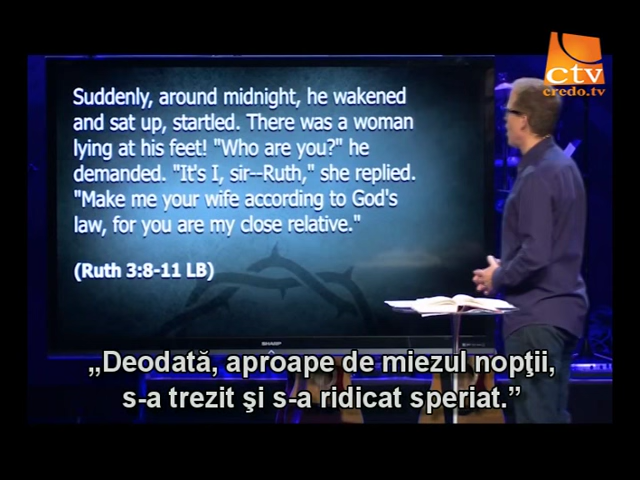 ctv
credo.tv
Suddenly, around midnight, he wakened
and sat up, startled. There was a woman
lying at his feet! "Who are you?" he
demanded. "It's I, sir--Ruth," she replied.
"Make me your wife according to God's
law, for you are my close relative."
(Ruth 3:8-11 LB)
SHARP
„Deodată, aproape de miezul nopţii,
s-a trezit şi s-a ridicat speriat.”